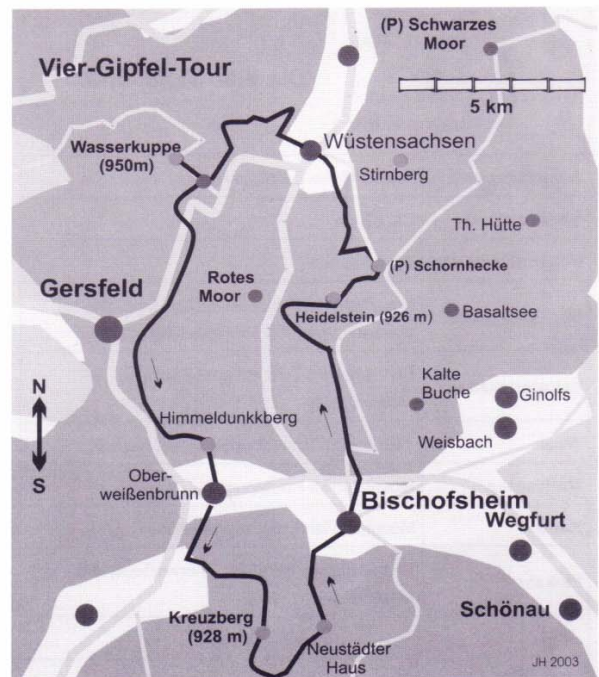 (P) Schwarzes
Moor
Vier-Gipfel-Tour
5 km
Wasserkuppe
(950m)
Wüstensachsen
Stirnberg
Th. Hütte
(P) Schornhecke
Rotes
Moor
Gersfeld
Heidelstein (926 m)
Basaltsee
N
S
Kalte
Buche
Ginolfs
Himmeldunkkberg
Weisbach
Ober-
weißenbrunn
Bischofsheim
Wegfurt
Kreuzberg
(928 m)
Schönau
Neustädter
Haus
JH 2003